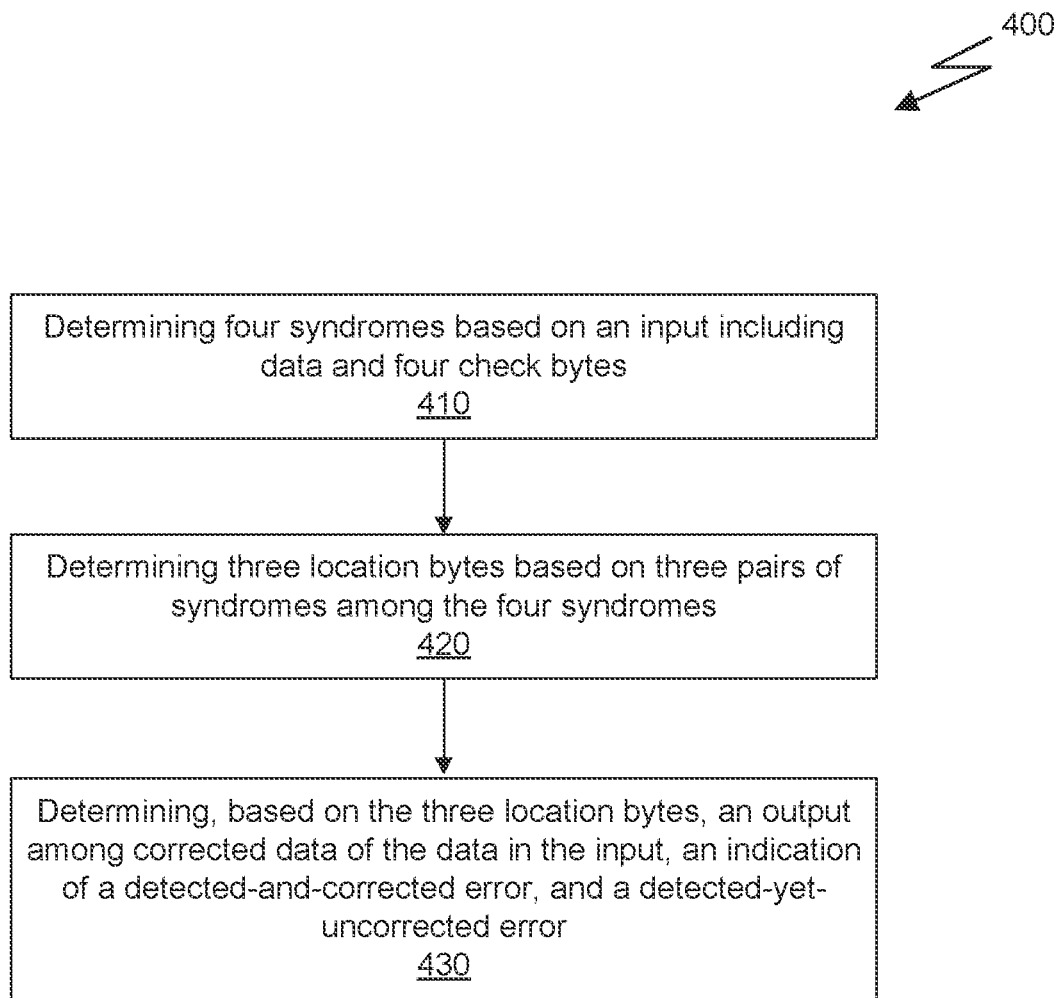 400
Determining four syndromes based on an input including
data and four check bytes
410
Determining three location bytes based on three pairs of
syndromes among the four syndromes
420
Determining, based on the three location bytes, an output
among corrected data of the data in the input, an indication
of a detected-and-corrected error, and a detected-yet-
uncorrected error
430